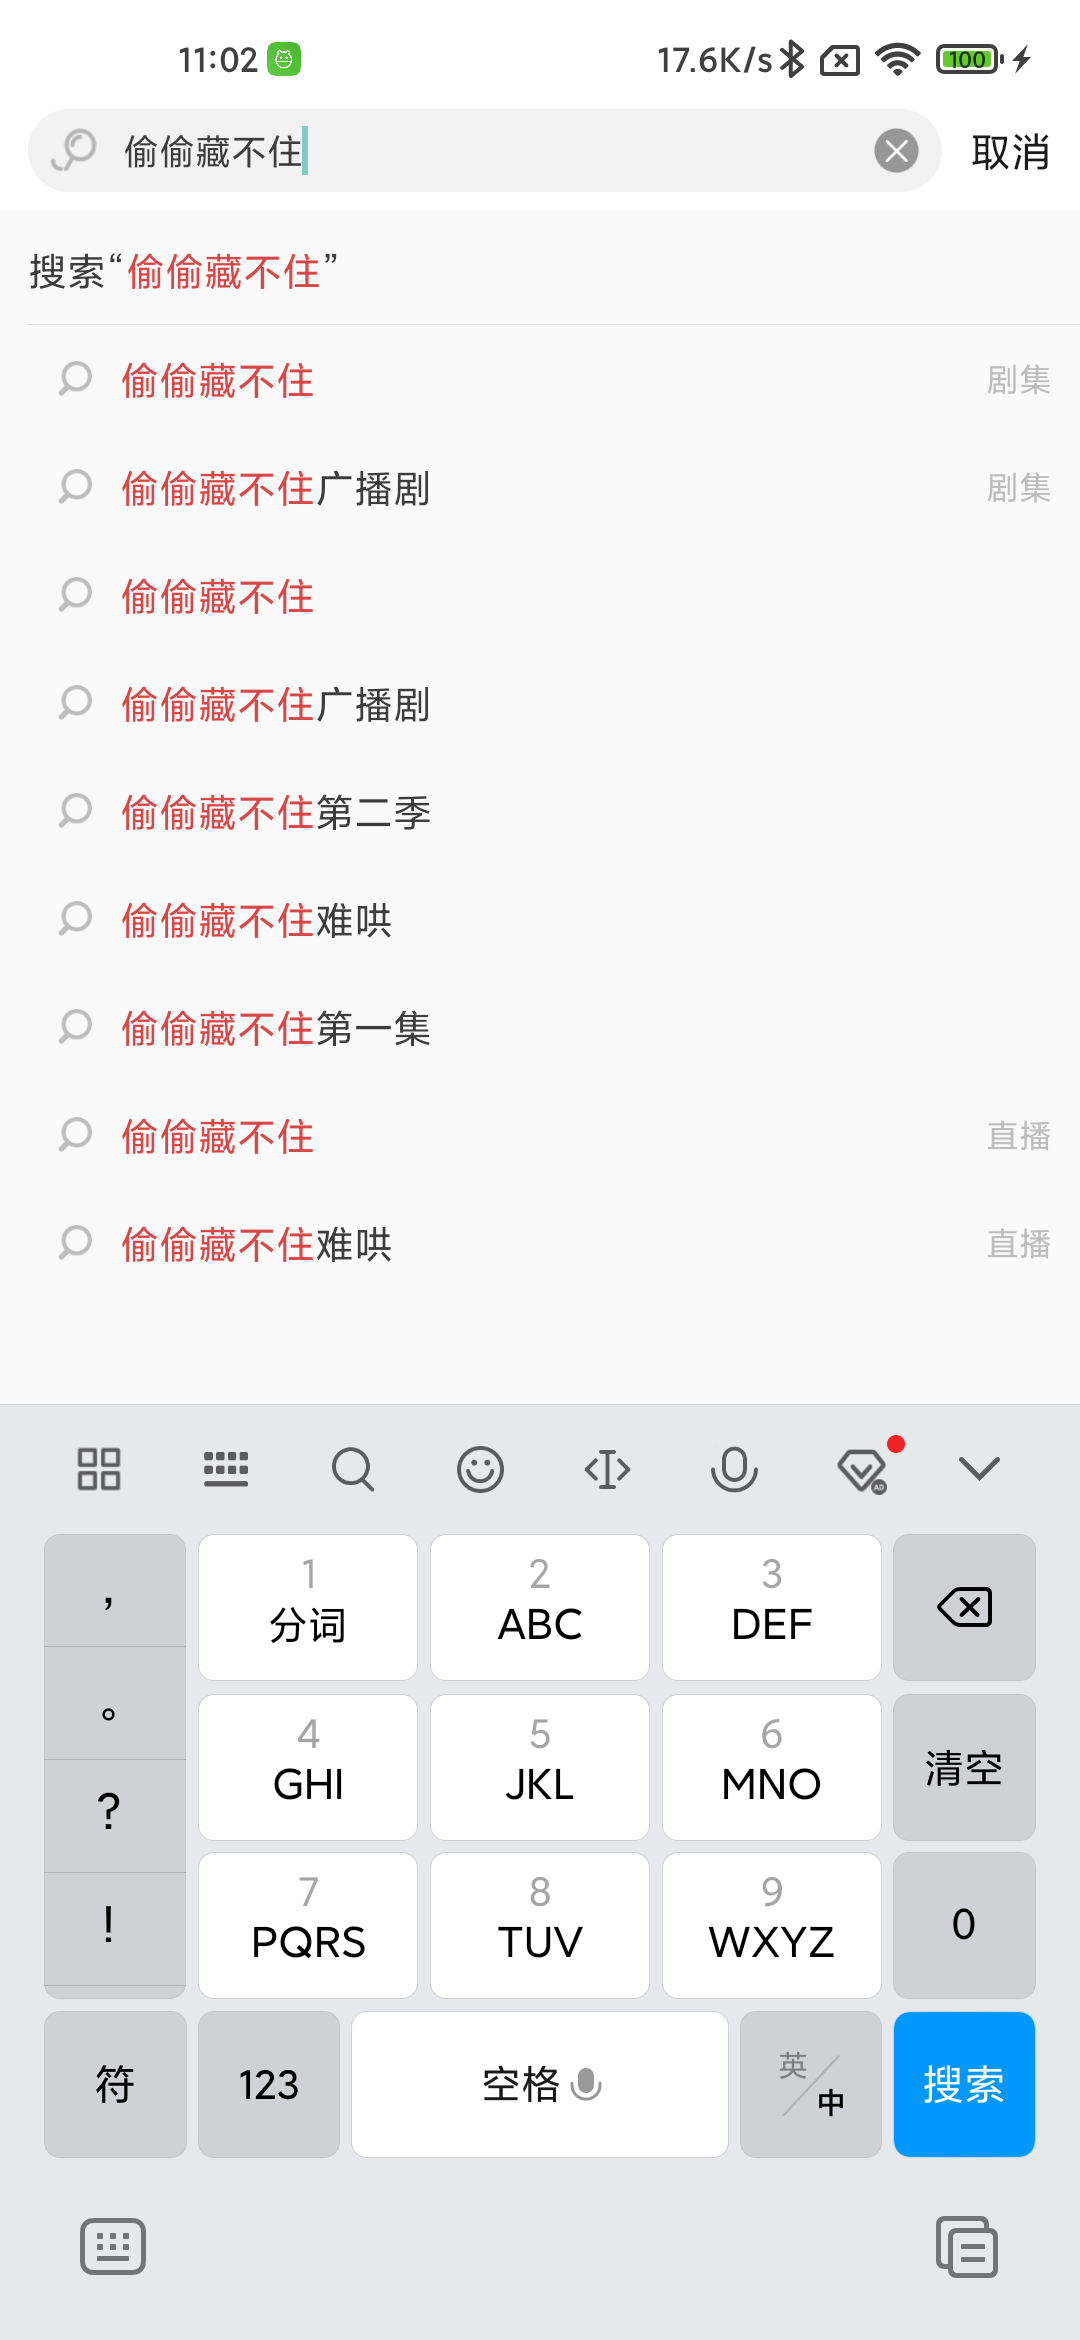 11:02 17.6K/s 100
偷偷藏不住 取消
搜索“偷偷藏不住”
偷偷藏不住 剧集
偷偷藏不住广播剧 剧集
偷偷藏不住
偷偷藏不住广播剧
偷偷藏不住第二季
偷偷藏不住难哄
偷偷藏不住第一集
偷偷藏不住 直播
偷偷藏不住难哄 直播
AD
， 1 2 3
分词 ABC DEF
。 4 5 6
GHI JKL MNO 清空
？
！ 7 8 9
PQRS TUV WXYZ 0
符 123 空格 英/中 搜索